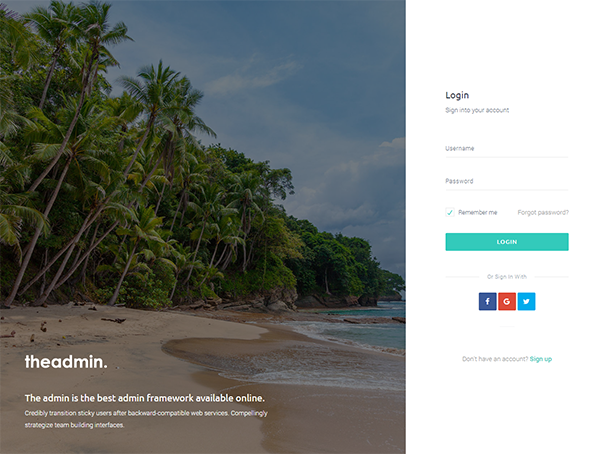 theadmin.
The admin is the best admin framework available online.
Credibly transition sticky users after backward-compatible web services. Compellingly
strategize team building interfaces.
Login
Sign into your account
Username
Password
Remember me Forgot password?
LOGIN
Or Sign In With
Don't have an account? Sign up